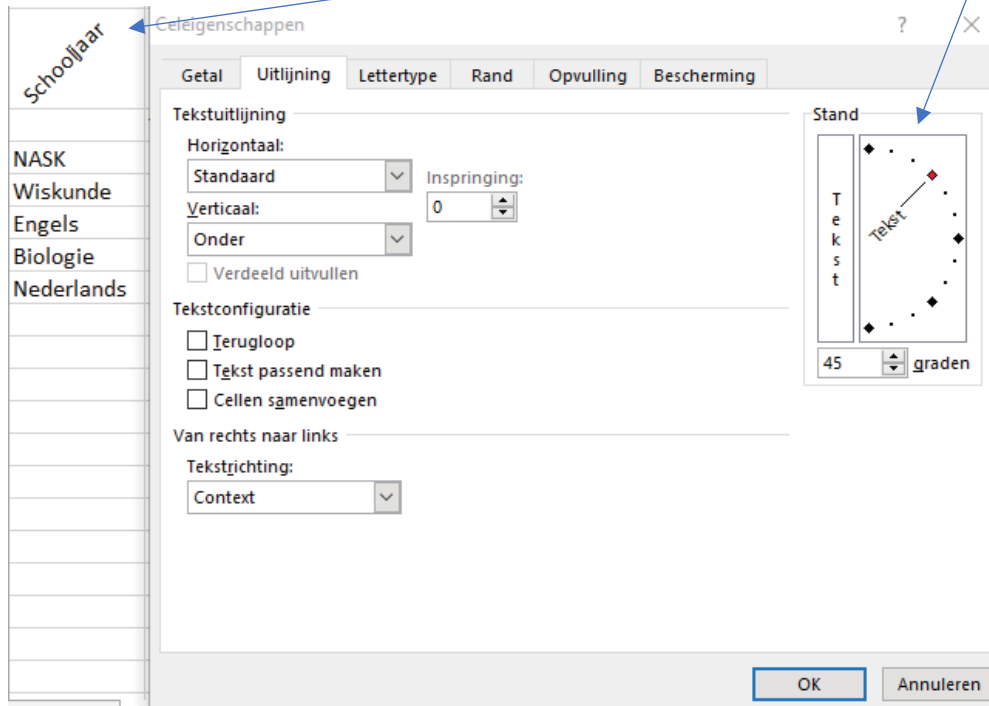 Schooljaar
NASK
Wiskunde
Engels
Biologie
Nederlands
Celeigenschappen
?
Getal Uitlijning Lettertype Rand Opvulling Bescherming
Tekstuitlijning
Horizontaal:
Standaard
Inspringing:
0
Verticaal:
Onder
Verdeeld uitvullen
Tekstconfiguratie
Terugloop
Tekst passend maken
Cellen samenvoegen
Van rechts naar links
Tekstrichting:
Context
Stand
Tekst
Tekst
45 graden
OK Annuleren